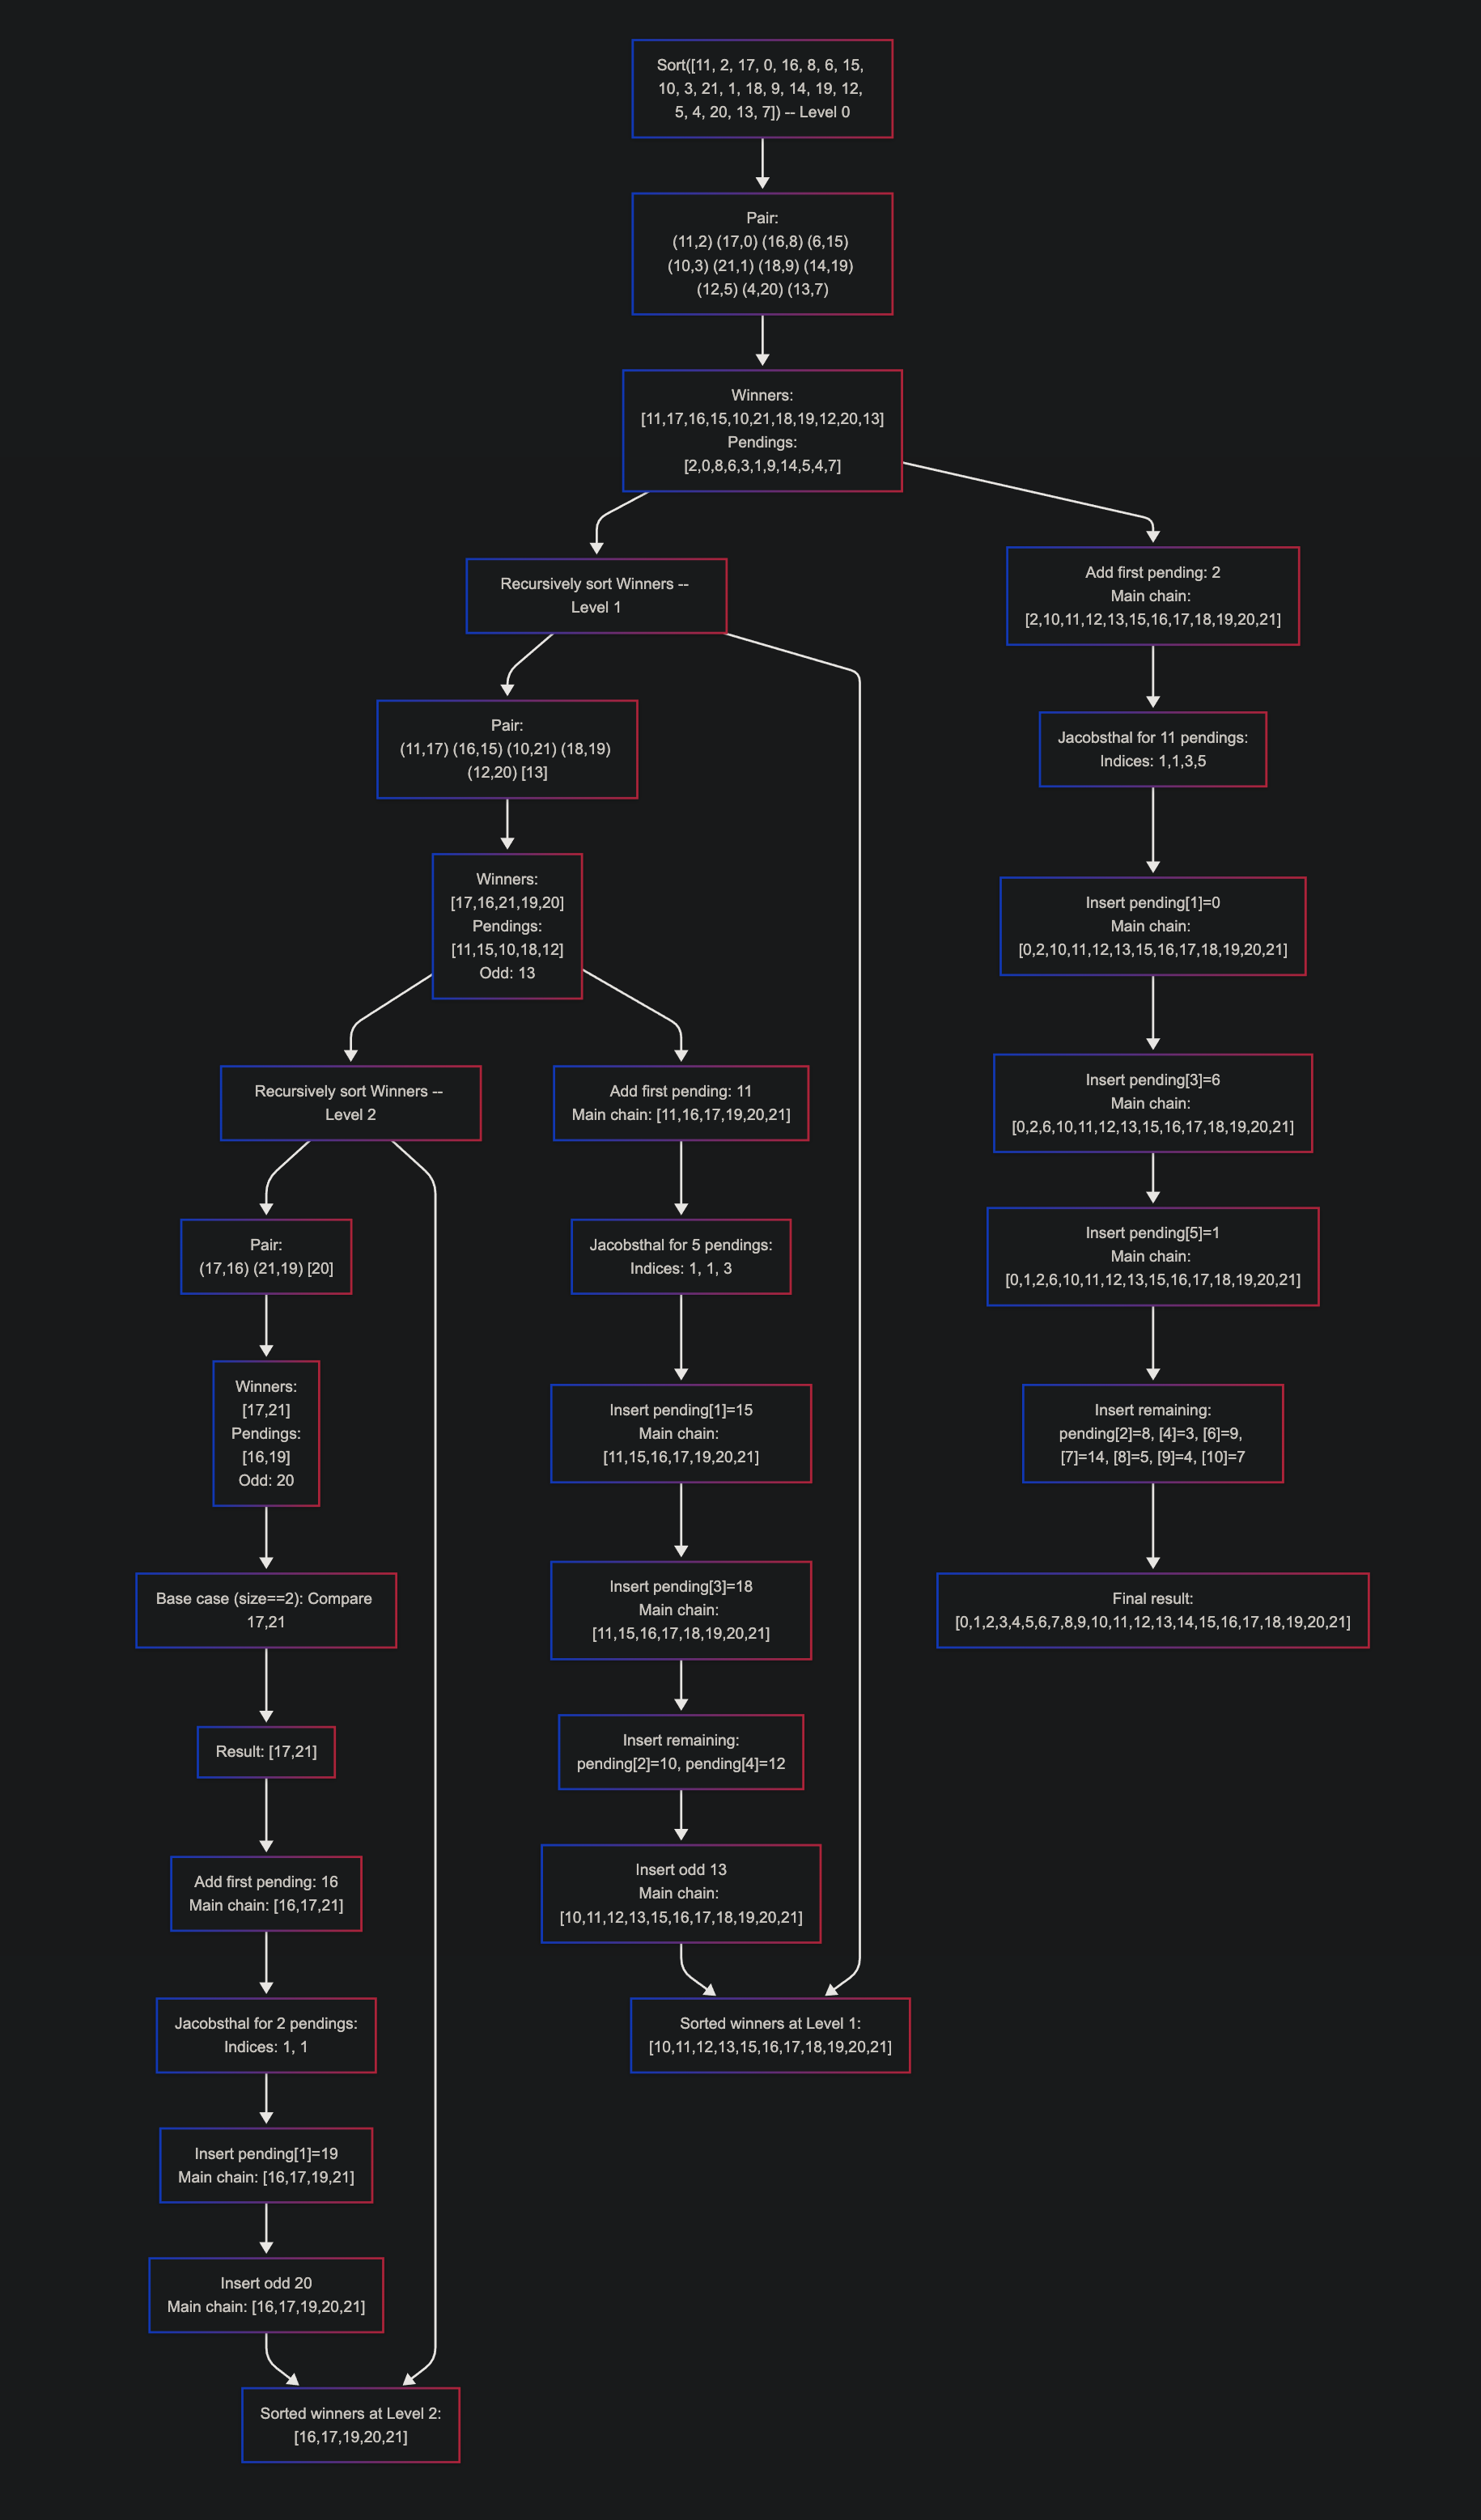 Sort([11, 2, 17, 0, 16, 8, 6, 15,
10, 3, 21, 1, 18, 9, 14, 19, 12,
5, 4, 20, 13, 7]) -- Level 0
Pair:
(11,2) (17,0) (16,8) (6,15)
(10,3) (21,1) (18,9) (14,19)
(12,5) (4,20) (13,7)
Winners:
[11,17,16,15,10,21,18,19,12,20,13]
Pendings:
[2,0,8,6,3,1,9,14,5,4,7]
Recursively sort Winners --
Level 1
Pair:
(11,17) (16,15) (10,21) (18,19)
(12,20) [13]
Winners:
[17,16,21,19,20]
Pendings:
[11,15,10,18,12]
Odd: 13
Recursively sort Winners --
Level 2
Pair:
(17,16) (21,19) [20]
Winners:
[17,21]
Pendings:
[16,19]
Odd: 20
Base case (size==2): Compare
17,21
Result: [17,21]
Add first pending: 16
Main chain: [16,17,21]
Jacobsthal for 2 pendings:
Indices: 1, 1
Insert pending[1]=19
Main chain: [16,17,19,21]
Insert odd 20
Main chain: [16,17,19,20,21]
Sorted winners at Level 2:
[16,17,19,20,21]
Add first pending: 11
Main chain: [11,16,17,19,20,21]
Jacobsthal for 5 pendings:
Indices: 1, 1, 3
Insert pending[1]=15
Main chain:
[11,15,16,17,19,20,21]
Insert pending[3]=18
Main chain:
[11,15,16,17,18,19,20,21]
Insert remaining:
pending[2]=10, pending[4]=12
Insert odd 13
Main chain:
[10,11,12,13,15,16,17,18,19,20,21]
Sorted winners at Level 1:
[10,11,12,13,15,16,17,18,19,20,21]
Add first pending: 2
Main chain:
[2,10,11,12,13,15,16,17,18,19,20,21]
Jacobsthal for 11 pendings:
Indices: 1,1,3,5
Insert pending[1]=0
Main chain:
[0,2,10,11,12,13,15,16,17,18,19,20,21]
Insert pending[3]=6
Main chain:
[0,2,6,10,11,12,13,15,16,17,18,19,20,21]
Insert pending[5]=1
Main chain:
[0,1,2,6,10,11,12,13,15,16,17,18,19,20,21]
Insert remaining:
pending[2]=8, [4]=3, [6]=9,
[7]=14, [8]=5, [9]=4, [10]=7
Final result:
[0,1,2,3,4,5,6,7,8,9,10,11,12,13,14,15,16,17,18,19,20,21]